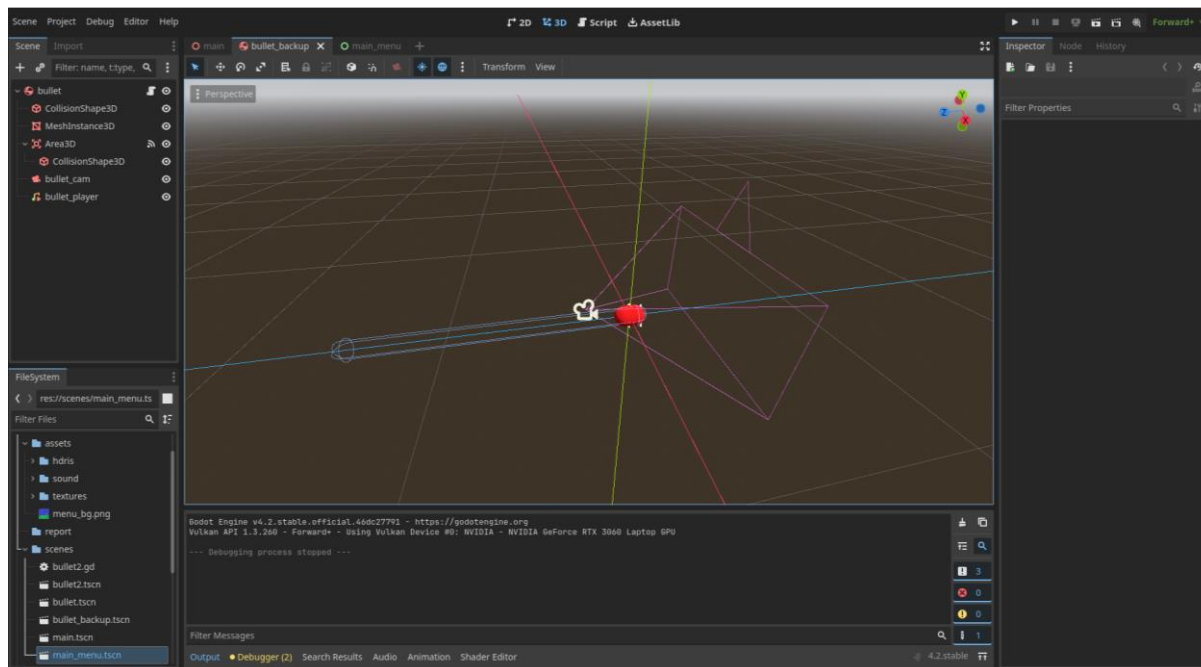 Scene Project Debug Editor Help
2D 3D Script AssetLib
Forward+
Scene Import
main bullet_backup main_menu
Inspector Node History
Filter: name, t:type,
Transform View
Perspective
Y
Z
X
Filter Properties
bullet
CollisionShape3D
MeshInstance3D
Area3D
CollisionShape3D
bullet_cam
bullet_player
FileSystem
res://scenes/main_menu.ts
Filter Files
assets
hdris
sound
textures
menu_bg.png
report
scenes
bullet2.gd
bullet2.tscn
bullet.tscn
bullet_backup.tscn
main.tscn
main_menu.tscn
Godot Engine v4.2.stable.official.46dc27791 - https://godotengine.org
Vulkan API 1.3.260 - Forward+ - Using Vulkan Device #0: NVIDIA - NVIDIA GeForce RTX 3060 Laptop GPU
--- Debugging process stopped ---
3
0
0
1
Filter Messages
Output Debugger (2) Search Results Audio Animation Shader Editor
4.2.stable